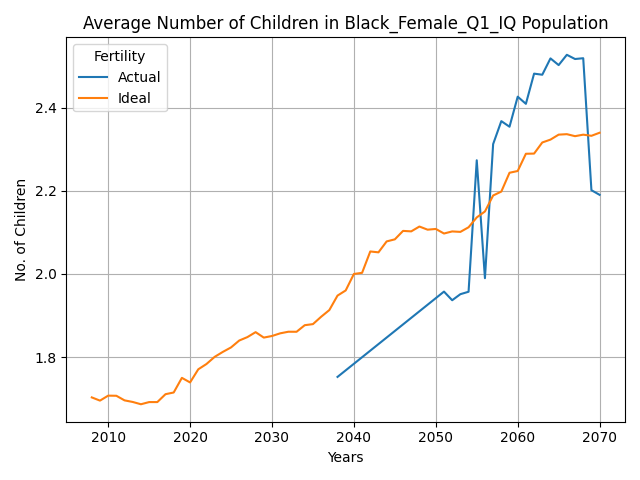 Average Number of Children in Black_Female_Q1_IQ Population
Fertility
Actual
Ideal
No. of Children
2.4
2.2
2.0
1.8
2010 2020 2030 2040 2050 2060 2070
Years